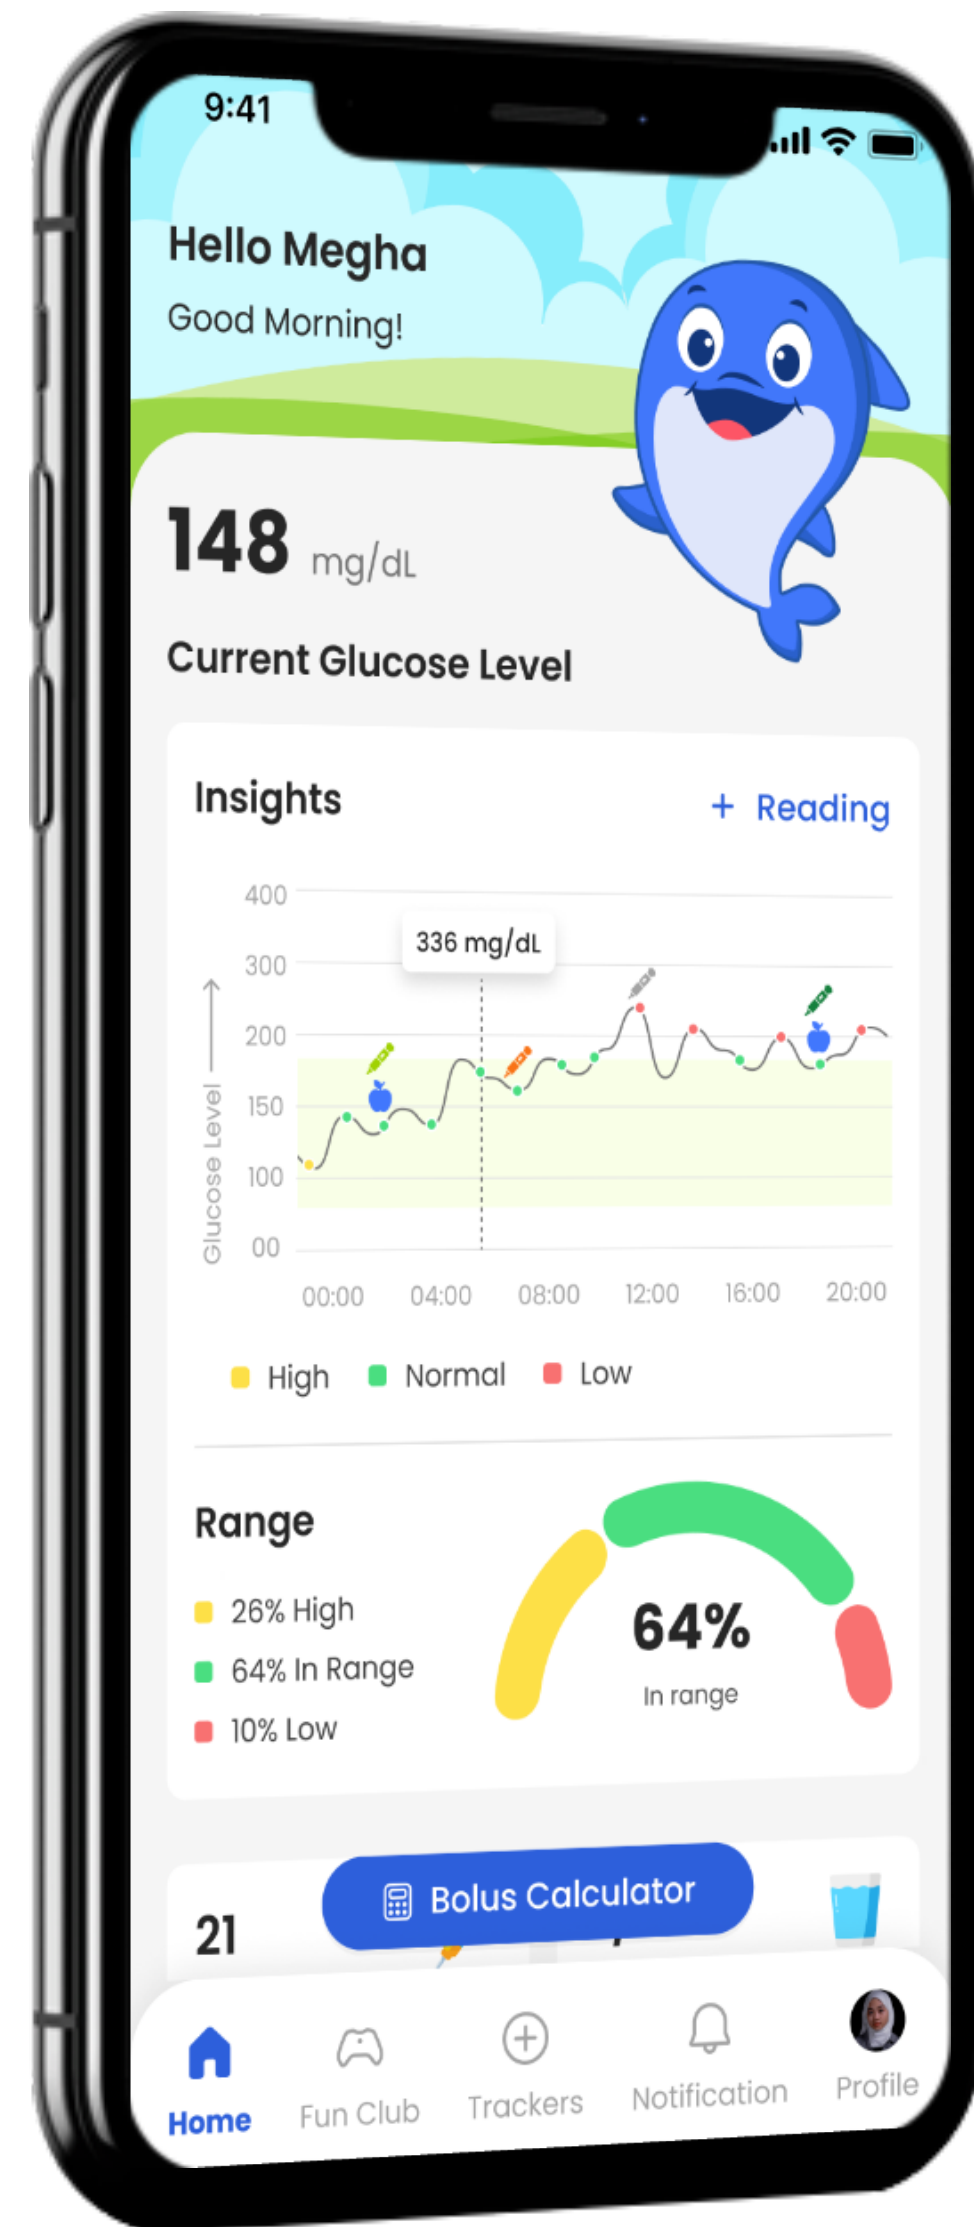 9:41
Hello Megha
Good Morning!
148 mg/dL
Current Glucose Level
Insights
+ Reading
400
336 mg/dL
300
200
150
100
00
Glucose Level
00:00 04:00 08:00 12:00 16:00 20:00
High Normal Low
Range
26% High
64% In Range
10% Low
64%
In range
Bolus Calculator
21
Home Fun Club Trackers Notification Profile